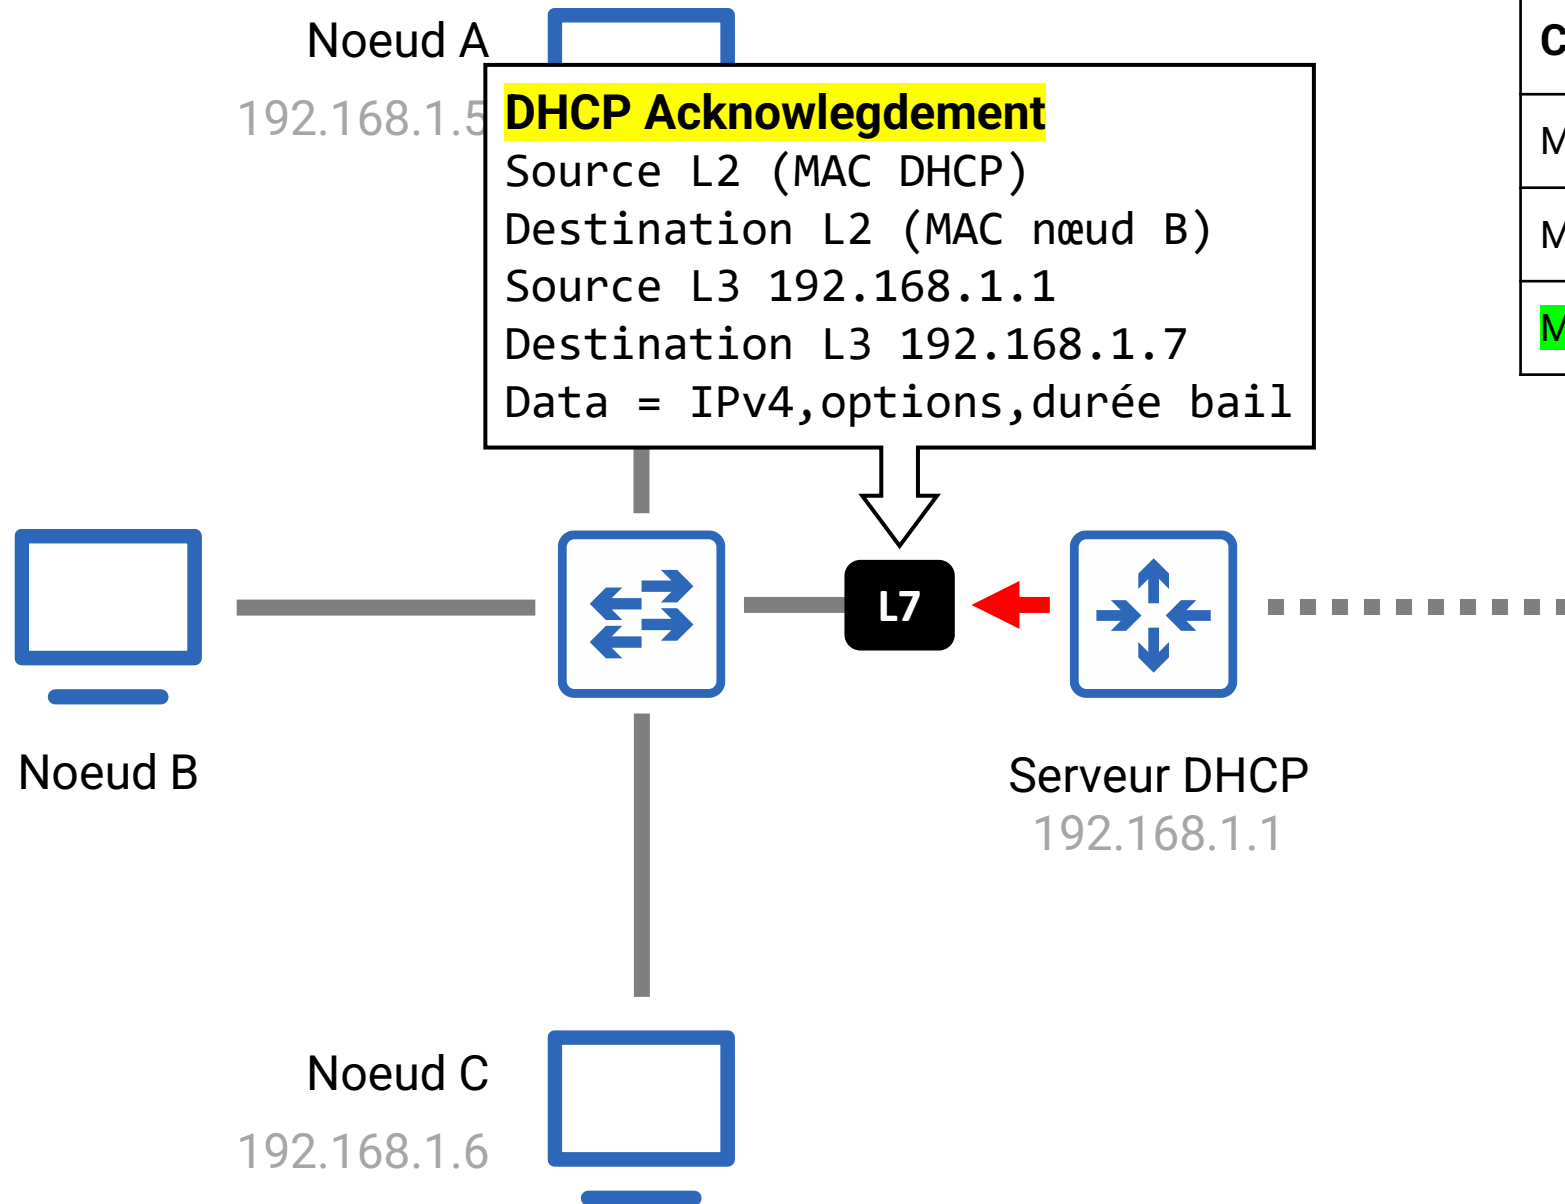 Noeud A
192.168.1.5
DHCP Acknowlegdement
Source L2 (MAC DHCP)
Destination L2 (MAC nœud B)
Source L3 192.168.1.1
Destination L3 192.168.1.7
Data = IPv4,options,durée bail
C
M
M
M
L7
Noeud B
Serveur DHCP
192.168.1.1
Noeud C
192.168.1.6